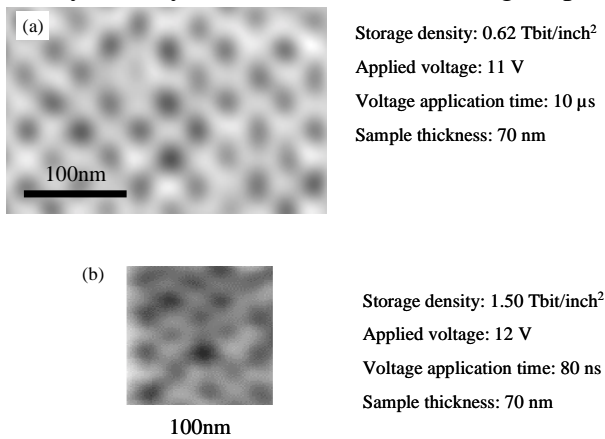 (a)
Storage density: 0.62 Tbit/inch²
Applied voltage: 11 V
Voltage application time: 10 µs
Sample thickness: 70 nm
100nm
(b)
Storage density: 1.50 Tbit/inch²
Applied voltage: 12 V
Voltage application time: 80 ns
Sample thickness: 70 nm
100nm